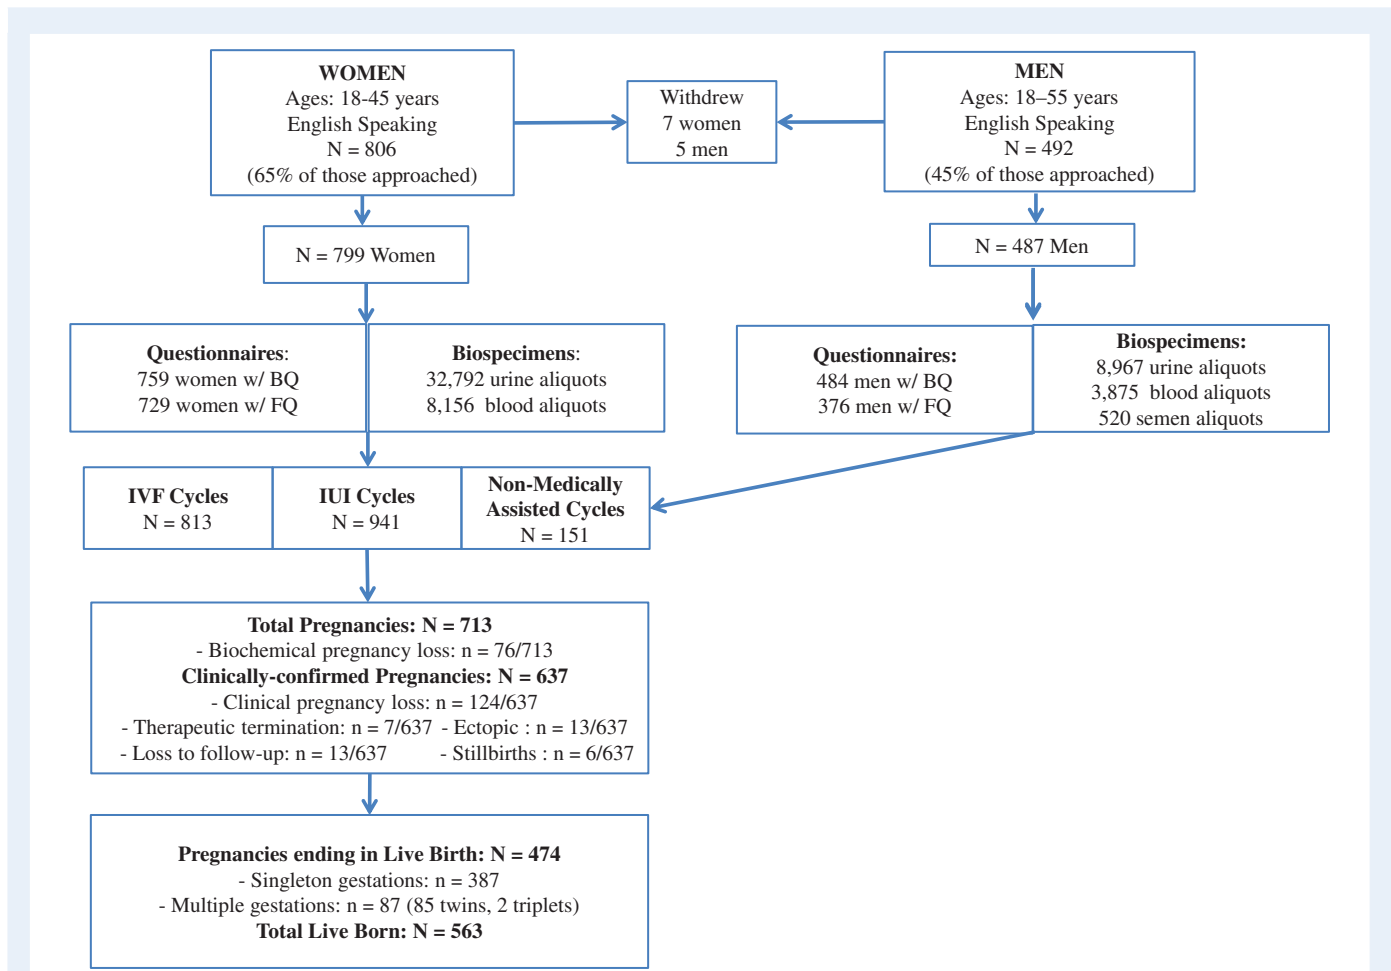 WOMEN
Ages: 18-45 years
English Speaking
N = 806
(65% of those approached)
Withdrew
7 women
5 men
MEN
Ages: 18–55 years
English Speaking
N = 492
(45% of those approached)
N = 799 Women
N = 487 Men
Questionnaires:
759 women w/ BQ
729 women w/ FQ
Biospecimens:
32,792 urine aliquots
8,156 blood aliquots
Questionnaires:
484 men w/ BQ
376 men w/ FQ
Biospecimens:
8,967 urine aliquots
3,875 blood aliquots
520 semen aliquots
IVF Cycles
N = 813
IUI Cycles
N = 941
Non-Medically
Assisted Cycles
N = 151
Total Pregnancies: N = 713
- Biochemical pregnancy loss: n = 76/713
Clinically-confirmed Pregnancies: N = 637
- Clinical pregnancy loss: n = 124/637
- Therapeutic termination: n = 7/637 - Ectopic : n = 13/637
- Loss to follow-up: n = 13/637 - Stillbirths : n = 6/637
Pregnancies ending in Live Birth: N = 474
- Singleton gestations: n = 387
- Multiple gestations: n = 87 (85 twins, 2 triplets)
Total Live Born: N = 563